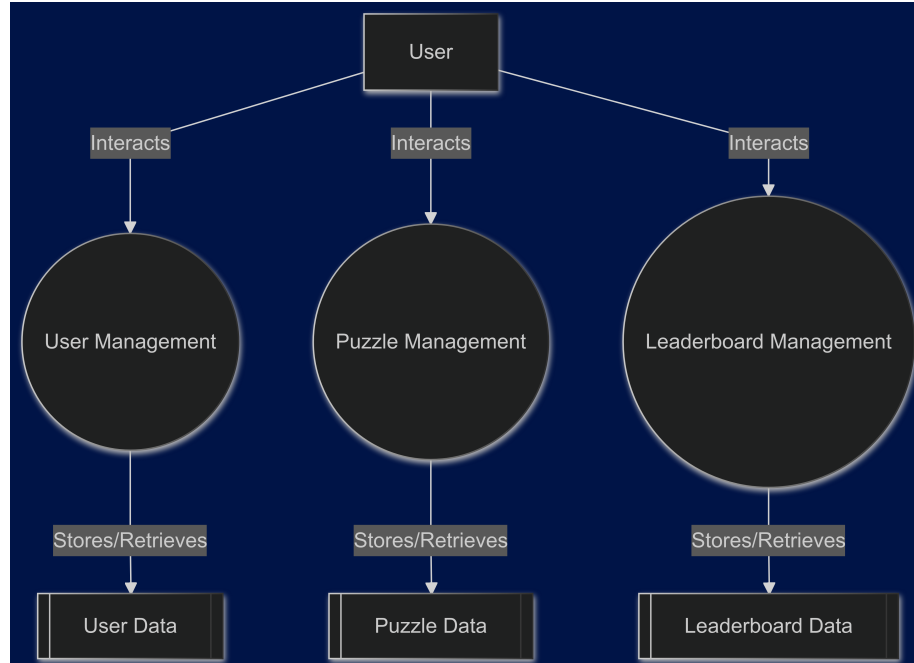 User
Interacts
Interacts
Interacts
User Management
Puzzle Management
Leaderboard Management
Stores/Retrieves
Stores/Retrieves
Stores/Retrieves
User Data
Puzzle Data
Leaderboard Data